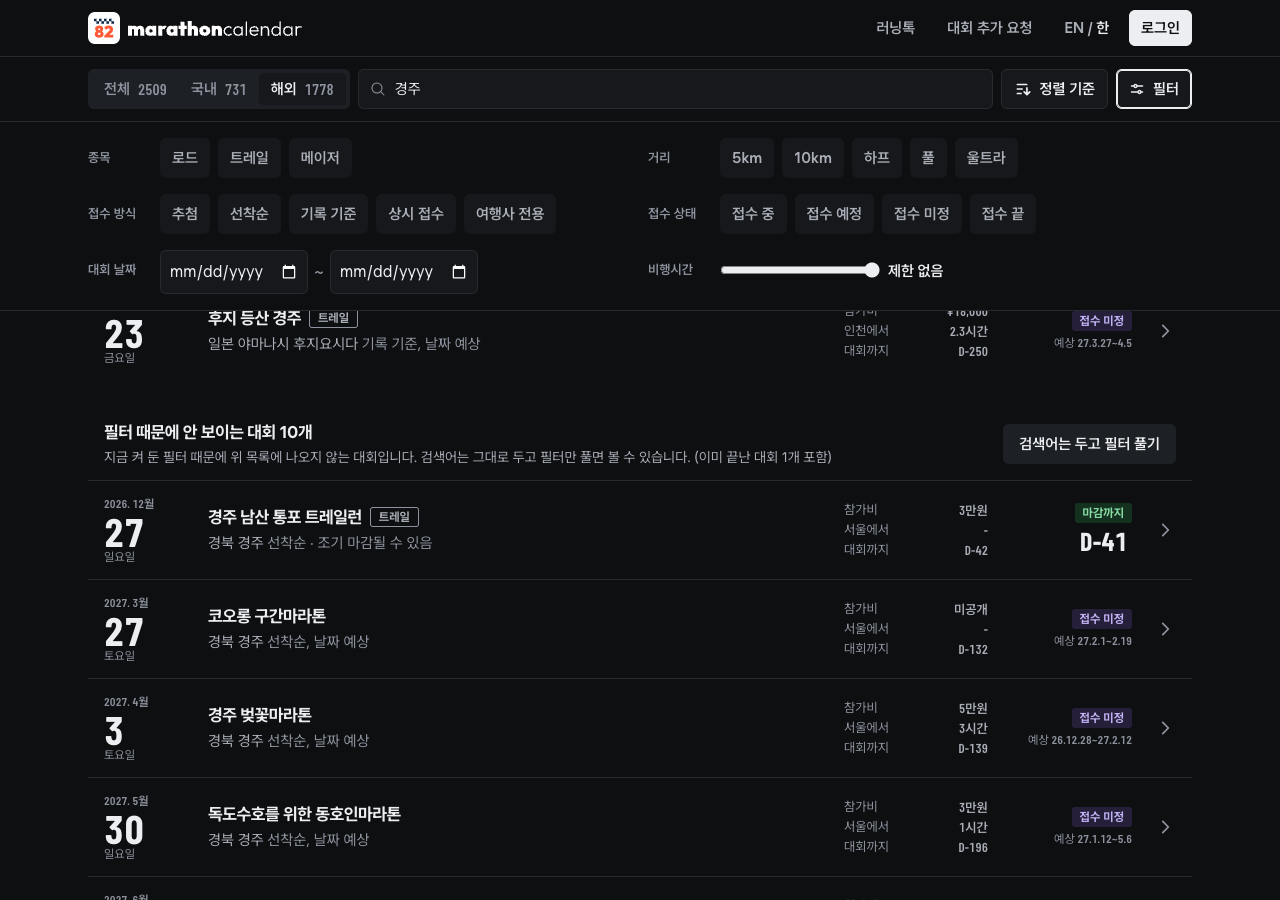 82 marathoncalendar 러닝톡 대회 추가 요청 EN / 한 로그인
전체 2509 국내 731 해외 1778 경주 정렬 기준 필터
종목 로드 트레일 메이저 거리 5km 10km 하프 풀 울트라
접수 방식 추첨 선착순 기록 기준 상시 접수 여행사 전용 접수 상태 접수 중 접수 예정 접수 미정 접수 끝
대회 날짜 mm/dd/yyyy ~ mm/dd/yyyy 비행시간 제한 없음
23
금요일
후지 등산 경주 트레일
일본 야마나시 후지요시다 기록 기준, 날짜 예상
참가비 ¥18,000
인천에서 2.3시간
대회까지 D-250
접수 미정
예상 27.3.27~4.5
필터 때문에 안 보이는 대회 10개
지금 켜 둔 필터 때문에 위 목록에 나오지 않는 대회입니다. 검색어는 그대로 두고 필터만 풀면 볼 수 있습니다. (이미 끝난 대회 1개 포함)
검색어는 두고 필터 풀기
2026. 12월
27
일요일
경주 남산 통포 트레일런 트레일
경북 경주 선착순 · 조기 마감될 수 있음
참가비 3만원
서울에서 -
대회까지 D-42
마감까지
D-41
2027. 3월
27
토요일
코오롱 구간마라톤
경북 경주 선착순, 날짜 예상
참가비 미공개
서울에서 -
대회까지 D-132
접수 미정
예상 27.2.1~2.19
2027. 4월
3
토요일
경주 벚꽃마라톤
경북 경주 선착순, 날짜 예상
참가비 5만원
서울에서 3시간
대회까지 D-139
접수 미정
예상 26.12.28~27.2.12
2027. 5월
30
일요일
독도수호를 위한 동호인마라톤
경북 경주 선착순, 날짜 예상
참가비 3만원
서울에서 1시간
대회까지 D-196
접수 미정
예상 27.1.12~5.6
2027. 6월